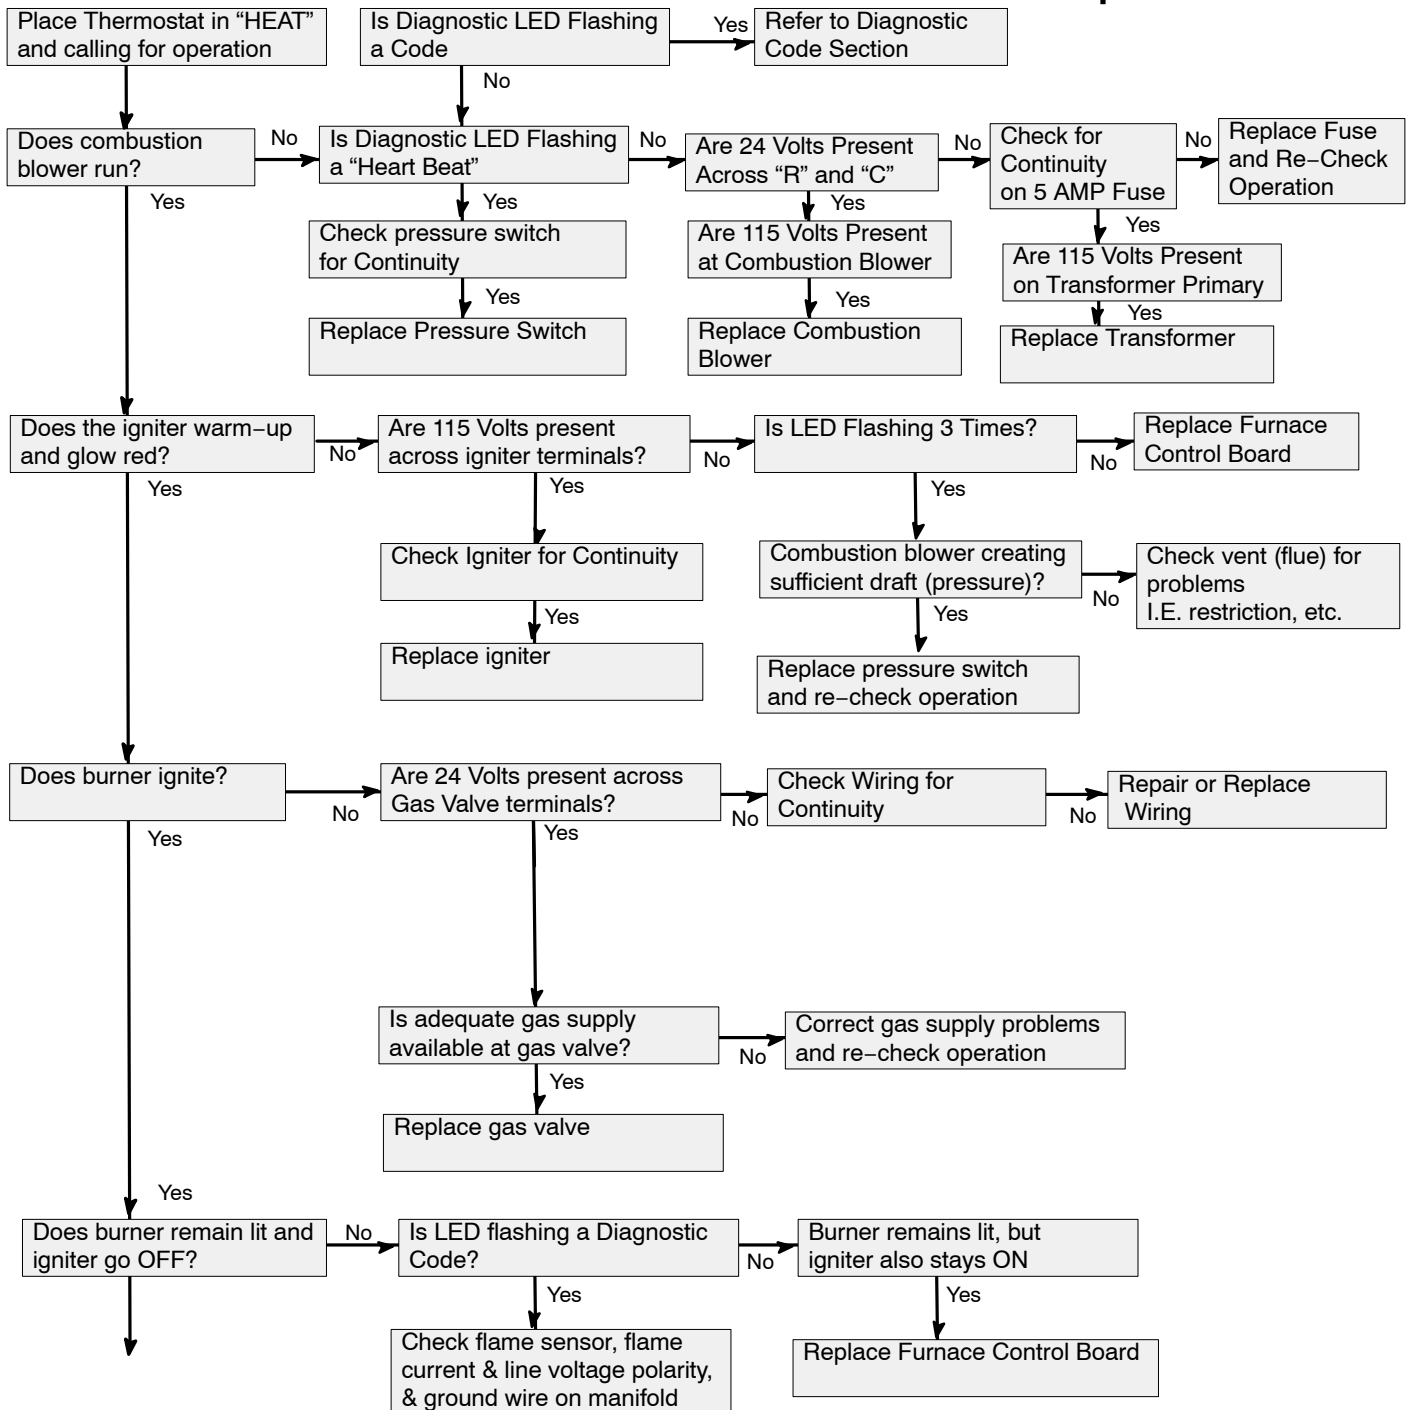 Place Thermostat in “HEAT”
and calling for operation
Is Diagnostic LED Flashing
a Code
Yes
Refer to Diagnostic
Code Section
No
Does combustion
blower run?
No
Is Diagnostic LED Flashing
a “Heart Beat”
No
Are 24 Volts Present
Across “R” and “C”
No
Check for
Continuity
on 5 AMP Fuse
No
Replace Fuse
and Re−Check
Operation
Yes
Yes
Yes
Yes
Check pressure switch
for Continuity
Are 115 Volts Present
at Combustion Blower
Are 115 Volts Present
on Transformer Primary
Yes
Yes
Yes
Replace Pressure Switch
Replace Combustion
Blower
Replace Transformer
Does the igniter warm−up
and glow red?
No
Are 115 Volts present
across igniter terminals?
No
Is LED Flashing 3 Times?
No
Replace Furnace
Control Board
Yes
Yes
Yes
Check Igniter for Continuity
Combustion blower creating
sufficient draft (pressure)?
No
Check vent (flue) for
problems
I.E. restriction, etc.
Yes
Yes
Replace igniter
Replace pressure switch
and re−check operation
Does burner ignite?
No
Are 24 Volts present across
Gas Valve terminals?
No
Check Wiring for
Continuity
No
Repair or Replace
Wiring
Yes
Yes
Is adequate gas supply
available at gas valve?
No
Correct gas supply problems
and re−check operation
Yes
Replace gas valve
Yes
Does burner remain lit and
igniter go OFF?
No
Is LED flashing a Diagnostic
Code?
No
Burner remains lit, but
igniter also stays ON
Yes
Yes
Check flame sensor, flame
current & line voltage polarity,
& ground wire on manifold
Replace Furnace Control Board